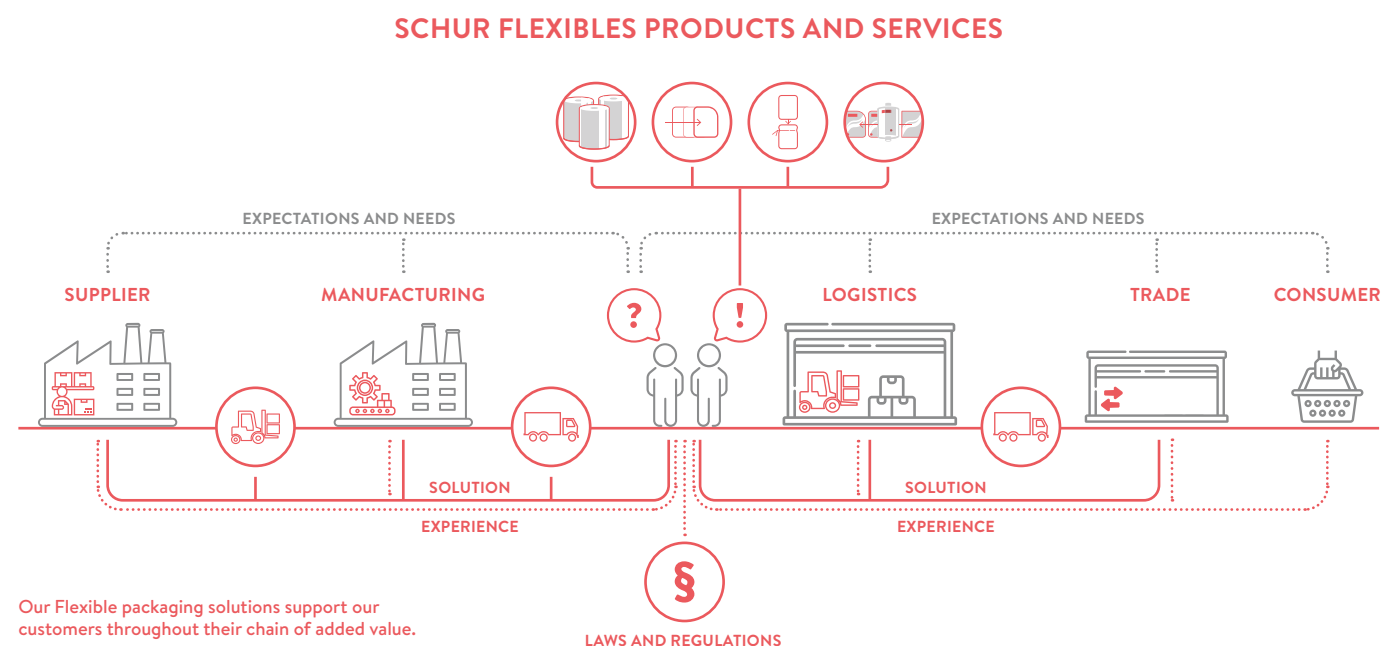 SCHUR FLEXIBLES PRODUCTS AND SERVICES
EXPECTATIONS AND NEEDS
EXPECTATIONS AND NEEDS
SUPPLIER
MANUFACTURING
?
!
LOGISTICS
TRADE
CONSUMER
SOLUTION
SOLUTION
EXPERIENCE
EXPERIENCE
§
LAWS AND REGULATIONS
Our Flexible packaging solutions support our
customers throughout their chain of added value.